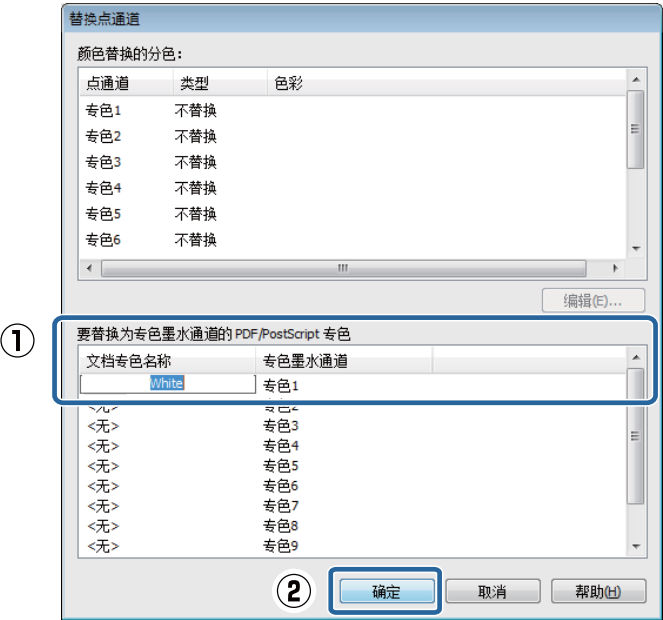 替换点通道
颜色替换的分色：
点通道 类型 色彩
专色1 不替换
专色2 不替换
专色3 不替换
专色4 不替换
专色5 不替换
专色6 不替换
编辑(E)...
①
要替换为专色墨水通道的 PDF/PostScript 专色
文档专色名称 专色墨水通道
White 专色1
<无> 专色2
<无> 专色3
<无> 专色4
<无> 专色5
<无> 专色6
<无> 专色7
<无> 专色8
<无> 专色9
② 确定 取消 帮助(H)